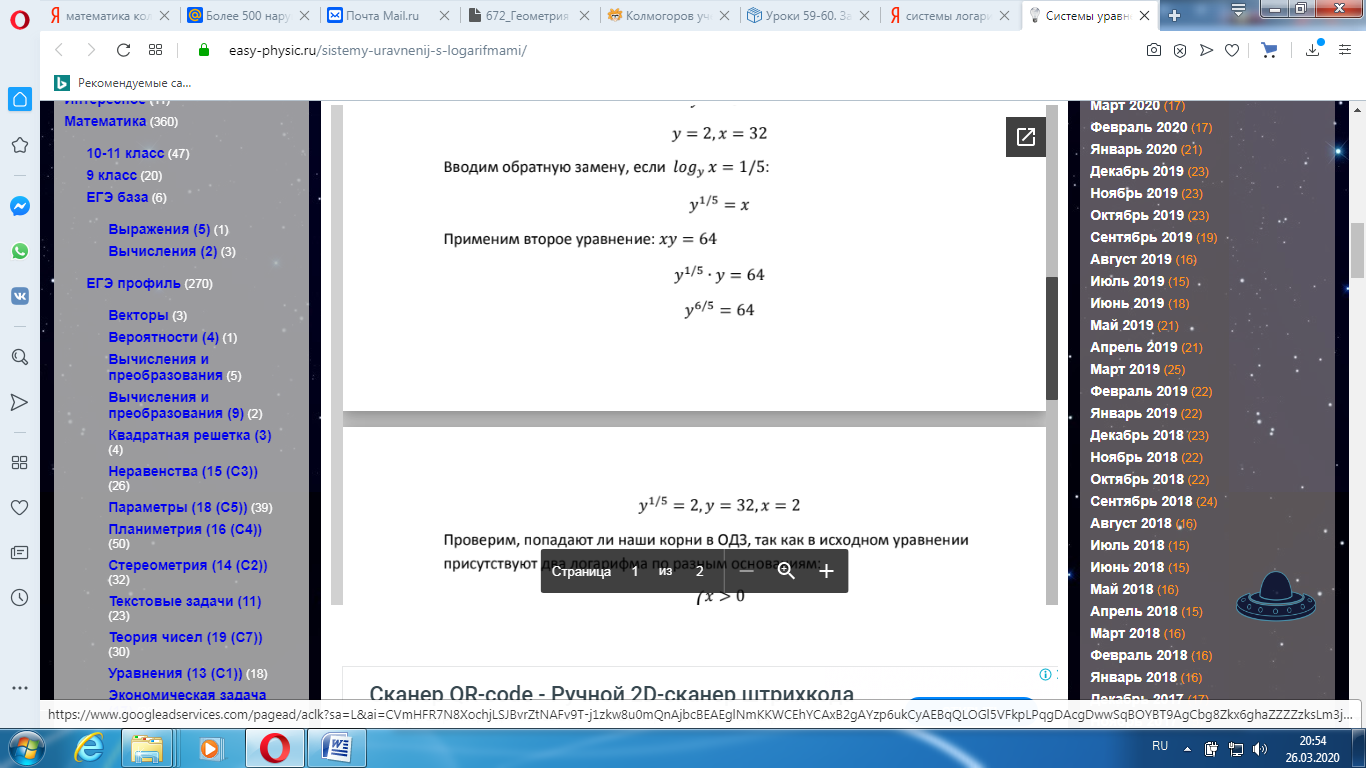 математика кол
Более 500 нару
Почта Mail.ru
672_Геометрия
Колмогоров уче
Уроки 59-60. За
системы логари
Системы уравне
easy-physic.ru/sistemy-uravnenij-s-logarifmami/
Рекомендуемые са...
Интересное (11)
Математика (360)
10-11 класс (47)
9 класс (20)
ЕГЭ база (6)
Выражения (5) (1)
Вычисления (2) (3)
ЕГЭ профиль (270)
Векторы (3)
Вероятности (4) (1)
Вычисления и
преобразования (5)
Вычисления и
преобразования (9) (2)
Квадратная решетка (3)
(4)
Неравенства (15 (С3))
(26)
Параметры (18 (С5)) (39)
Планиметрия (16 (С4))
(50)
Стереометрия (14 (С2))
(32)
Текстовые задачи (11)
(23)
Теория чисел (19 (С7))
(30)
Уравнения (13 (С1)) (18)
Экономическая задача
y = 2, x = 32
Вводим обратную замену, если log_y x = 1/5:
y^{1/5} = x
Применим второе уравнение: xy = 64
y^{1/5} · y = 64
y^{6/5} = 64
y^{1/5} = 2, y = 32, x = 2
Проверим, попадают ли наши корни в ОДЗ, так как в исходном уравнении
присутствуют два логарифма по разным основаниям:
Страница 1 из 2
x > 0
Сканер QR-code - Ручной 2D-сканер штрихкода
Март 2020 (17)
Февраль 2020 (17)
Январь 2020 (21)
Декабрь 2019 (23)
Ноябрь 2019 (23)
Октябрь 2019 (23)
Сентябрь 2019 (19)
Август 2019 (16)
Июль 2019 (15)
Июнь 2019 (18)
Май 2019 (21)
Апрель 2019 (21)
Март 2019 (25)
Февраль 2019 (22)
Январь 2019 (22)
Декабрь 2018 (23)
Ноябрь 2018 (22)
Октябрь 2018 (22)
Сентябрь 2018 (24)
Август 2018 (16)
Июль 2018 (15)
Июнь 2018 (15)
Май 2018 (16)
Апрель 2018 (15)
Март 2018 (16)
Февраль 2018 (16)
Январь 2018 (16)
Декабрь 2017 (17)
RU
20:54
26.03.2020